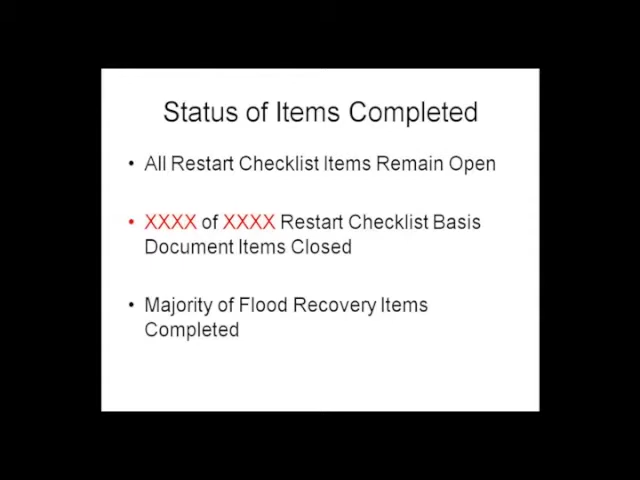 Status of Items Completed
• All Restart Checklist Items Remain Open
• XXXX of XXXX Restart Checklist Basis
Document Items Closed
• Majority of Flood Recovery Items
Completed